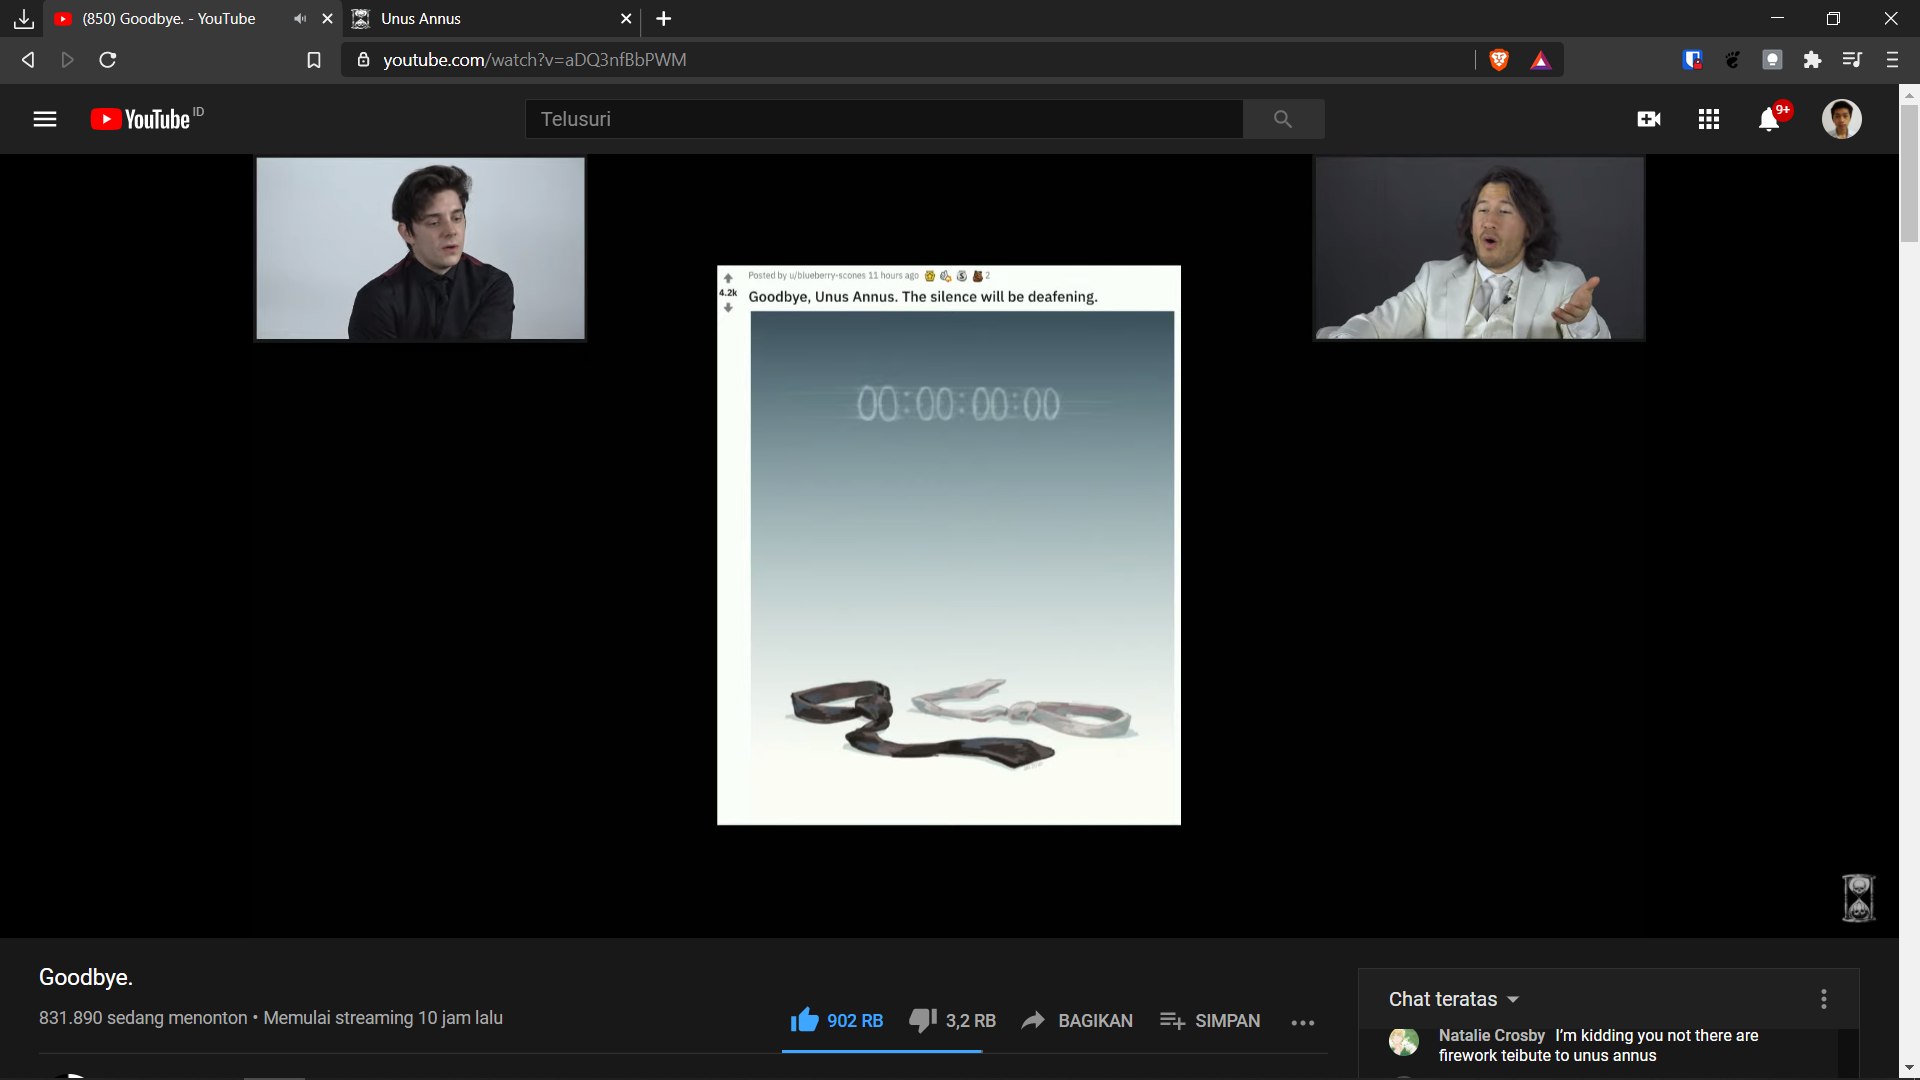 (850) Goodbye. - YouTube
Unus Annus
youtube.com/watch?v=aDQ3nfBbPWM
YouTube ID
Telusuri
9+
Posted by u/blueberry-scones 11 hours ago 2
4.2k
Goodbye, Unus Annus. The silence will be deafening.
00:00:00:00
Goodbye.
831.890 sedang menonton • Memulai streaming 10 jam lalu
902 RB
3,2 RB
BAGIKAN
SIMPAN
Chat teratas
Natalie Crosby I'm kidding you not there are
firework teibute to unus annus